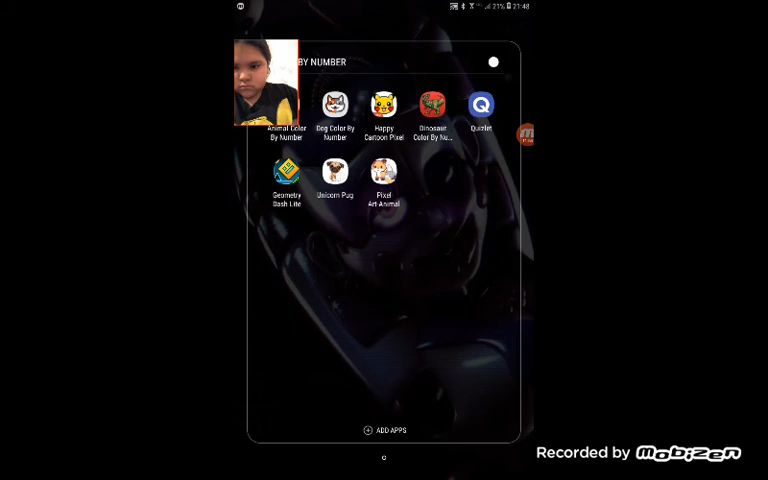 21% 21:48
BY NUMBER
Animal Color By Number
Dog Color By Number
Happy Cartoon Pixel
Dinosaur Color By Nu...
Quizlet
Geometry Dash Lite
Unicorn Pug
Pixel Art-Animal
ADD APPS
Recorded by Mobizen